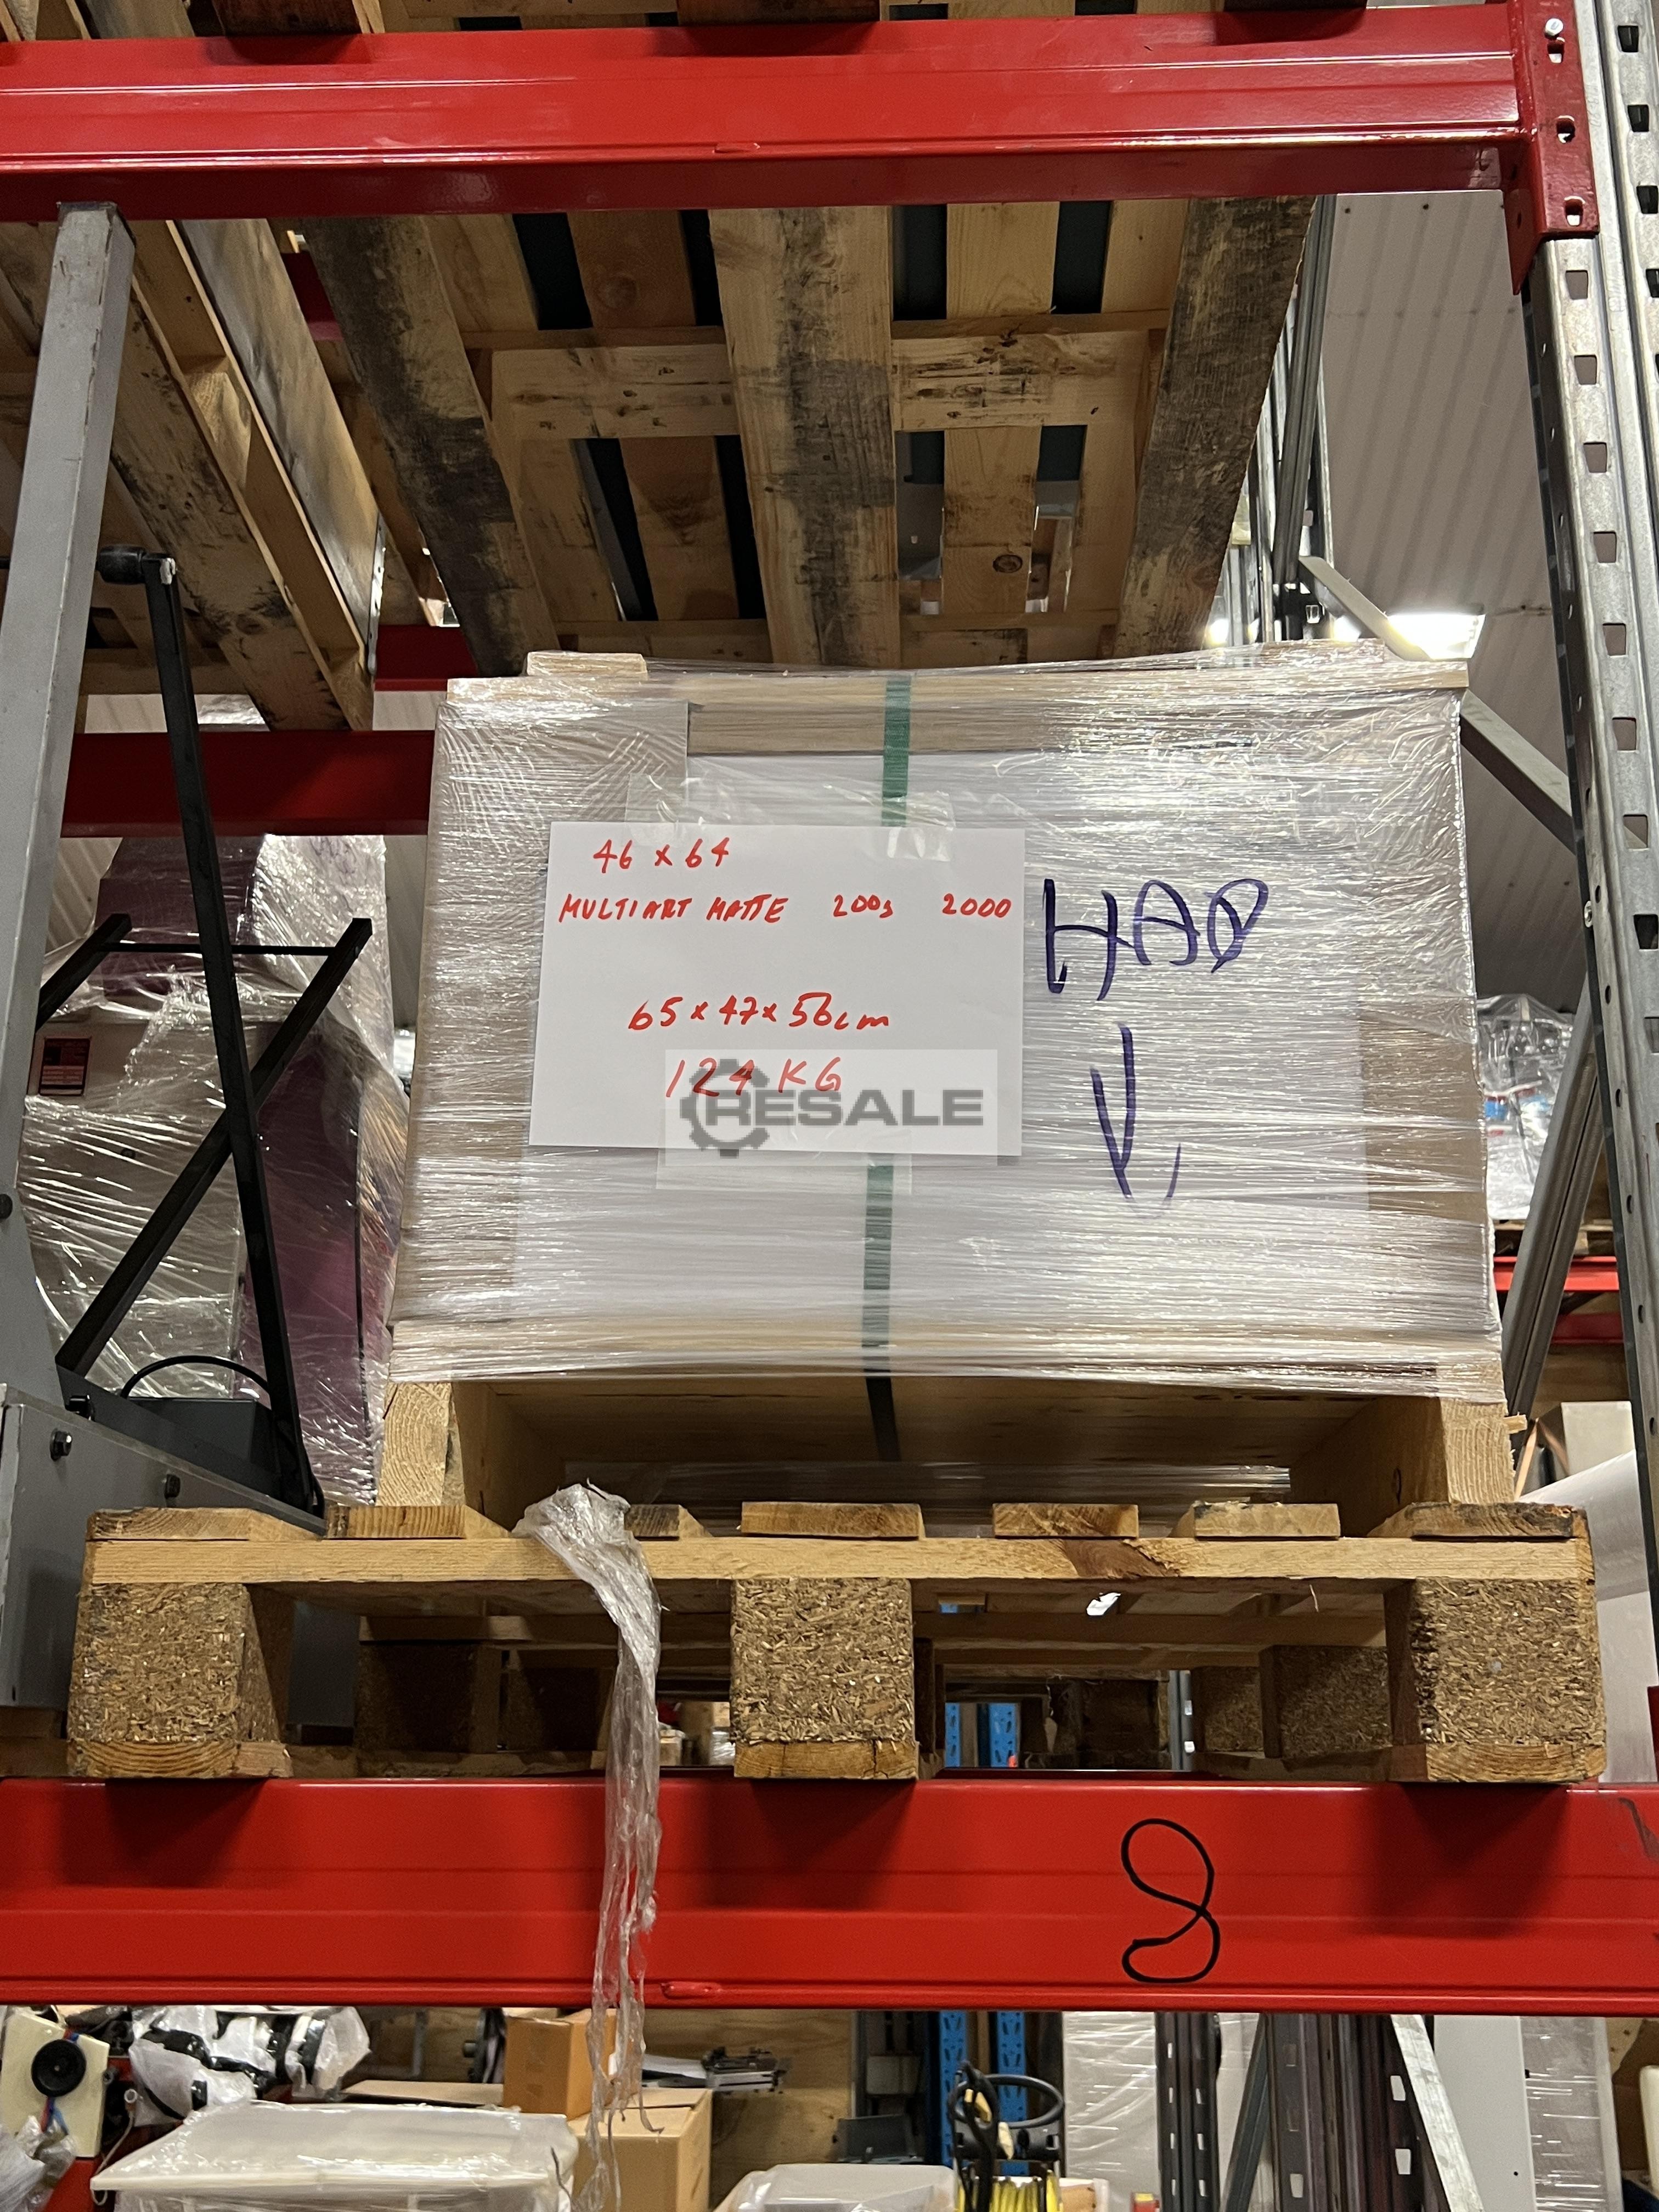 46 x 64
MULTIART MATTE 200g 2000
65 x 47 x 56cm
124 KG
RESALE
8